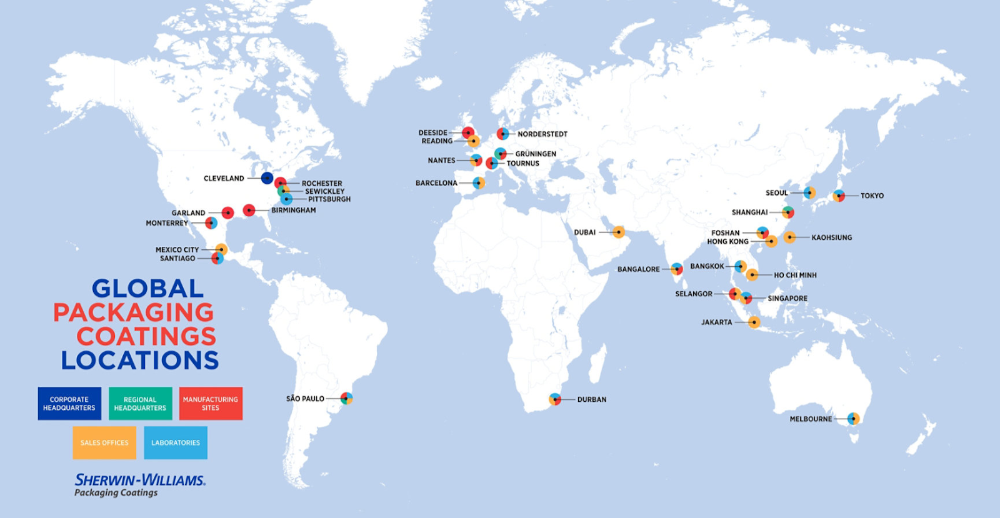 DEESIDE
READING
NORDERSTEDT
NANTES
GRÜNINGEN
TOURNUS
BARCELONA
CLEVELAND
ROCHESTER
SEWICKLEY
PITTSBURGH
GARLAND
BIRMINGHAM
MONTERREY
MEXICO CITY
SANTIAGO
SEOUL
TOKYO
SHANGHAI
DUBAI
FOSHAN
HONG KONG
KAOHSIUNG
BANGALORE
BANGKOK
HO CHI MINH
SELANGOR
SINGAPORE
JAKARTA
SÃO PAULO
DURBAN
MELBOURNE
GLOBAL
PACKAGING
COATINGS
LOCATIONS
CORPORATE
HEADQUARTERS
REGIONAL
HEADQUARTERS
MANUFACTURING
SITES
SALES OFFICES
LABORATORIES
SHERWIN-WILLIAMS®
Packaging Coatings